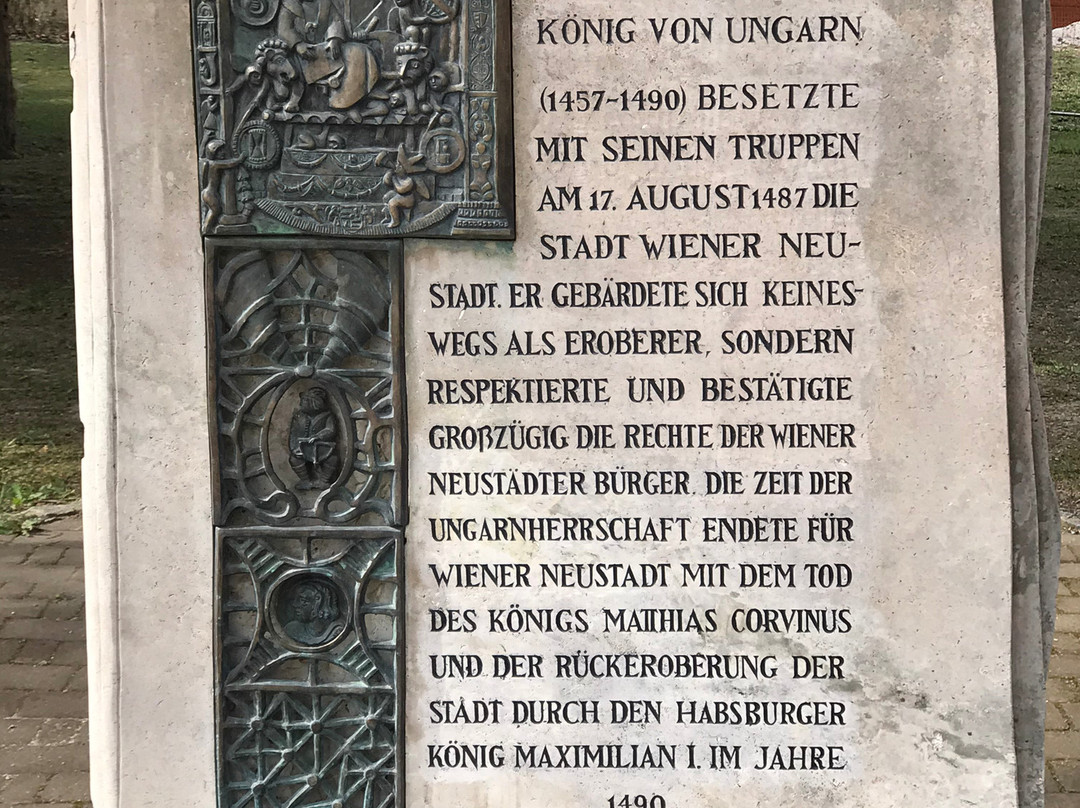 KÖNIG VON UNGARN
(1457-1490) BESETZTE
MIT SEINEN TRUPPEN
AM 17. AUGUST 1487 DIE
STADT WIENER NEU-
STADT. ER GEBÄRDETE SICH KEINES-
WEGS ALS EROBERER, SONDERN
RESPEKTIERTE UND BESTÄTIGTE
GROßZÜGIG DIE RECHTE DER WIENER
NEUSTÄDTER BÜRGER. DIE ZEIT DER
UNGARNHERRSCHAFT ENDETE FÜR
WIENER NEUSTADT MIT DEM TOD
DES KÖNIGS MATTHIAS CORVINUS
UND DER RÜCKEROBERUNG DER
STADT DURCH DEN HABSBURGER
KÖNIG MAXIMILIAN I. IM JAHRE
1490